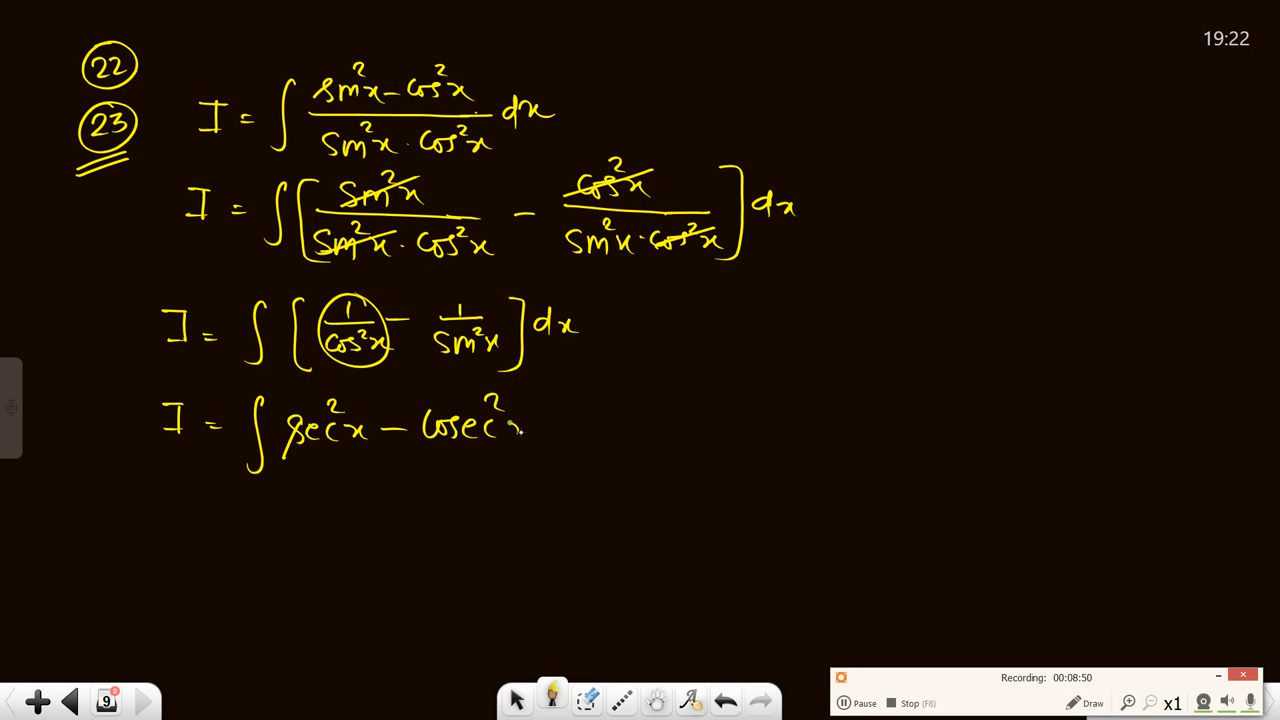 19:22
22
23 I = ∫ sin²x - cos²x / sin²x · cos²x dx
I = ∫ [ sin²x / sin²x · cos²x - cos²x / sin²x · cos²x ] dx
I = ∫ [ 1 / cos²x - 1 / sin²x ] dx
I = ∫ sec²x - cosec²
Recording: 00:08:50
9 0 Pause Stop (F8) Draw x1